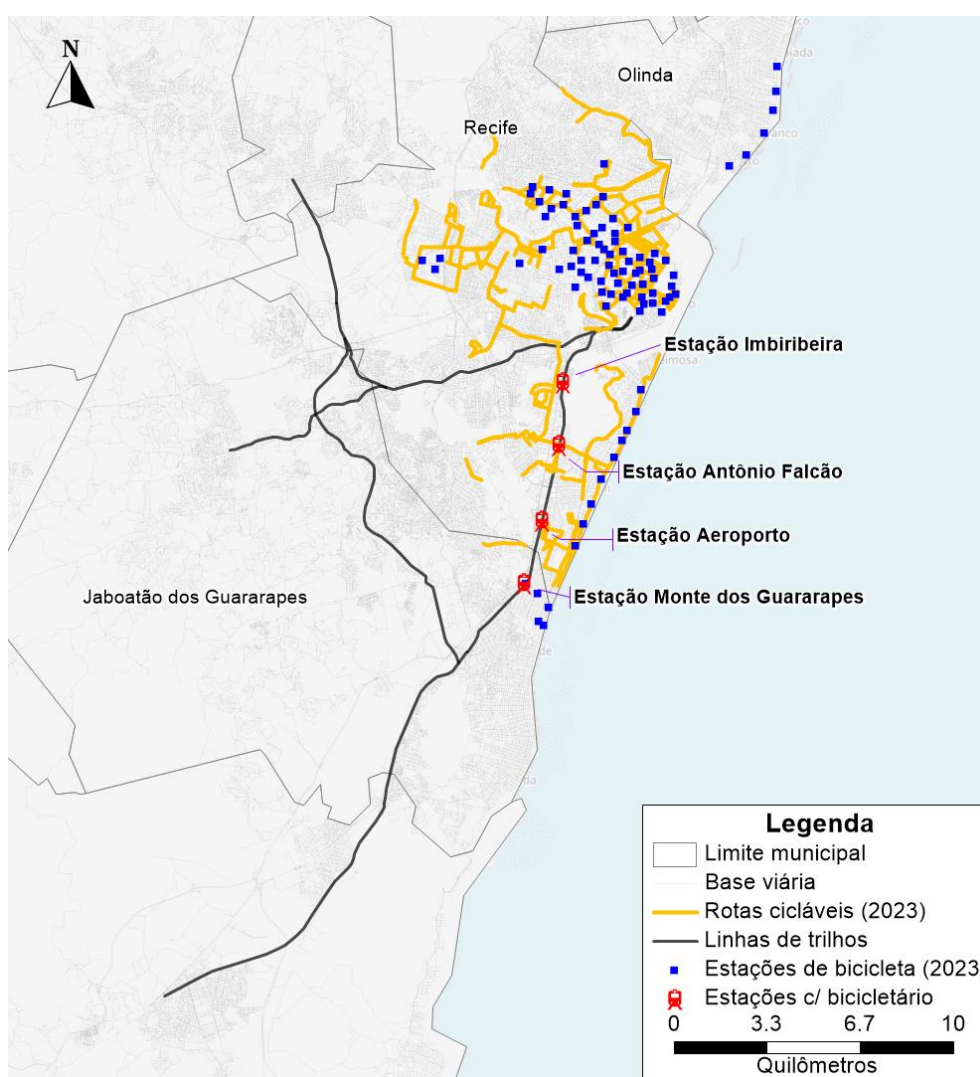 N
Olinda
Recife
Estação Imbiribeira
Estação Antônio Falcão
Estação Aeroporto
Jaboatão dos Guararapes
Estação Monte dos Guararapes
Legenda
Limite municipal
Base viária
Rotas cicláveis (2023)
Linhas de trilhos
Estações de bicicleta (2023
Estações c/ bicicletário
0 3.3 6.7 10
Quilômetros